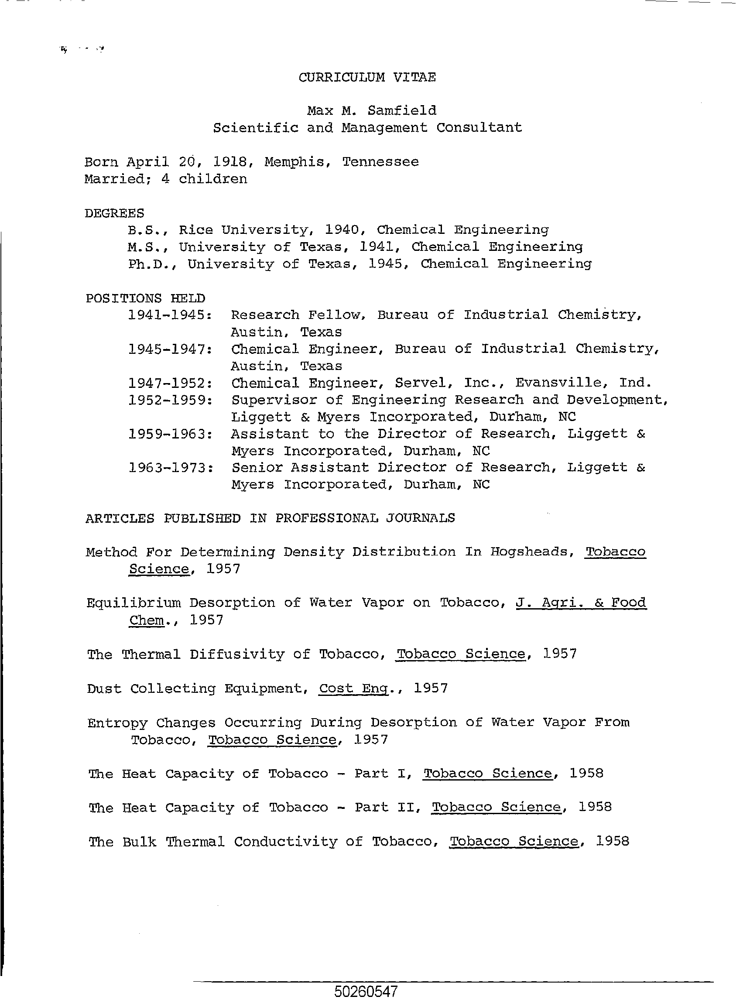 CURRICULUM VITAE
Max M. Samfield
Scientific and Management Consultant
Born April 20, 1918, Memphis, Tennessee
Married; 4 children
DEGREES
B.S., Rice University, 1940, Chemical Engineering
M.S., University of Texas, 1941, Chemical Engineering
Ph.D., University of Texas, 1945, Chemical Engineering
POSITIONS HELD
1941-1945: Research Fellow, Bureau of Industrial Chemistry,
Austin, Texas
1945-1947: Chemical Engineer, Bureau of Industrial Chemistry,
Austin, Texas
1947-1952: Chemical Engineer, Servel, Inc., Evansville, Ind.
1952-1959: Supervisor of Engineering Research and Development,
Liggett & Myers Incorporated, Durham, NC
1959-1963: Assistant to the Director of Research, Liggett &
Myers Incorporated, Durham, NC
1963-1973: Senior Assistant Director of Research, Liggett &
Myers Incorporated, Durham, NC
ARTICLES PUBLISHED IN PROFESSIONAL JOURNALS
Method For Determining Density Distribution In Hogsheads, Tobacco
Science, 1957
Equilibrium Desorption of Water Vapor on Tobacco, J. Agri. & Food
Chem., 1957
The Thermal Diffusivity of Tobacco, Tobacco Science, 1957
Dust Collecting Equipment, Cost Eng., 1957
Entropy Changes Occurring During Desorption of Water Vapor From
Tobacco, Tobacco Science, 1957
The Heat Capacity of Tobacco - Part I, Tobacco Science, 1958
The Heat Capacity of Tobacco - Part II, Tobacco Science, 1958
The Bulk Thermal Conductivity of Tobacco, Tobacco Science, 1958
50260547